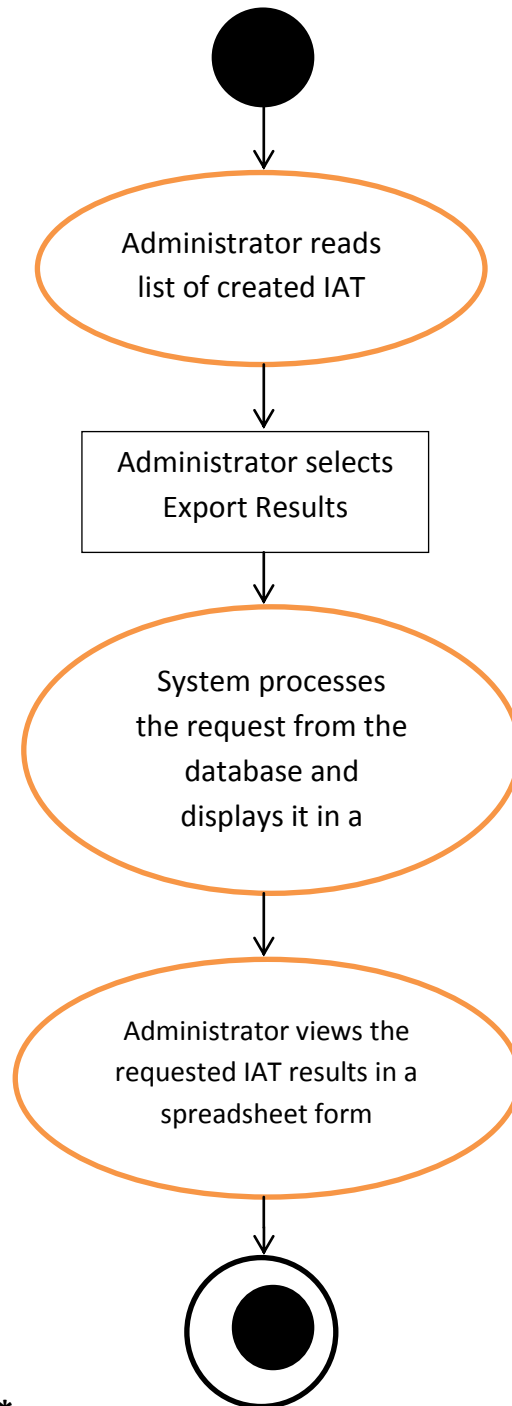 Administrator reads
list of created IAT
Administrator selects
Export Results
System processes
the request from the
database and
displays it in a
Administrator views the
requested IAT results in a
spreadsheet form
*